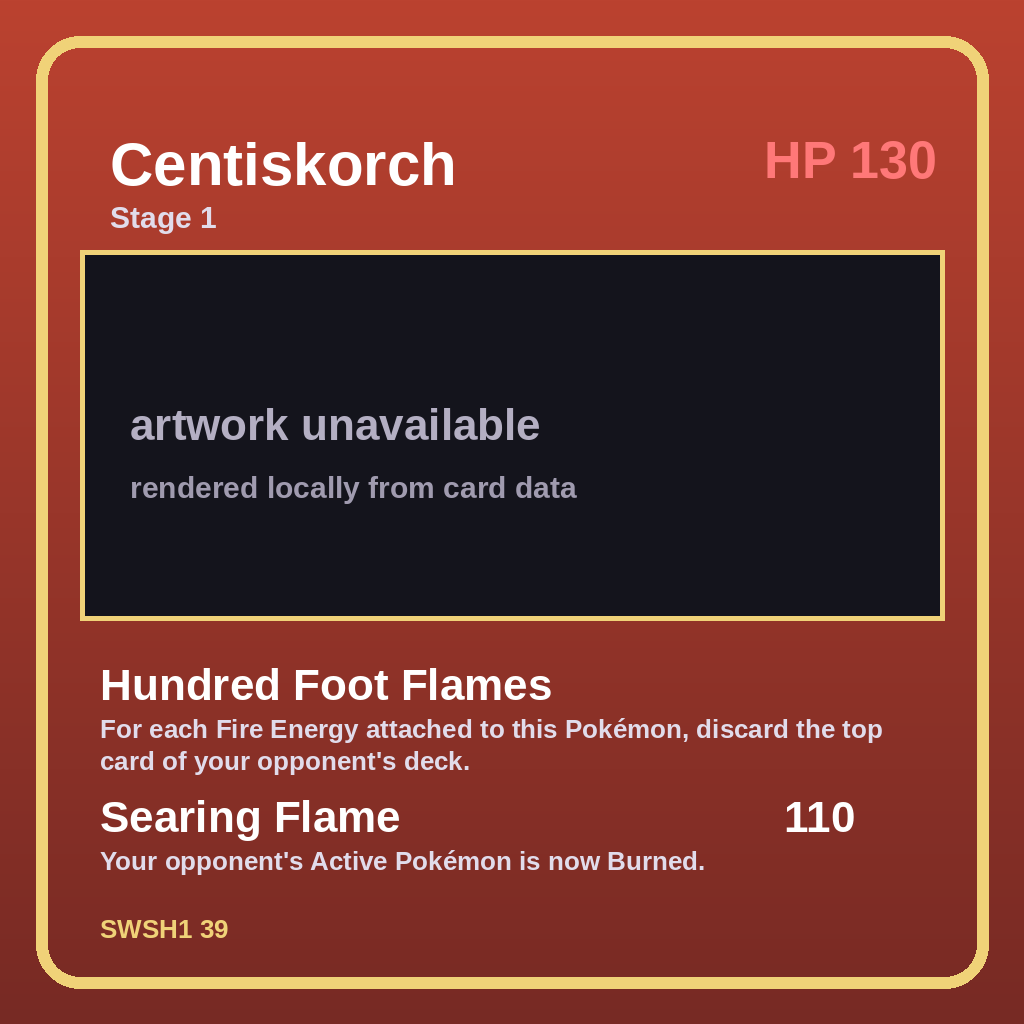 Centiskorch
HP 130
Stage 1
artwork unavailable
rendered locally from card data
Hundred Foot Flames
For each Fire Energy attached to this Pokémon, discard the top
card of your opponent's deck.
Searing Flame
110
Your opponent's Active Pokémon is now Burned.
SWSH1 39